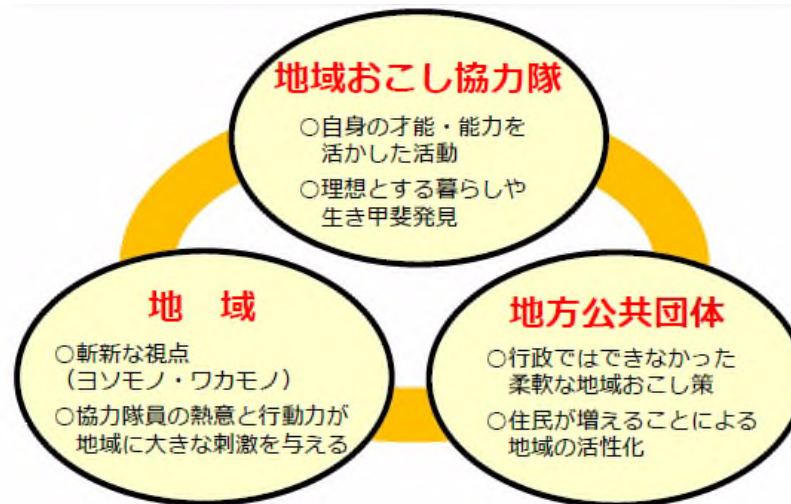 地域おこし協力隊
○自身の才能・能力を
活かした活動
○理想とする暮らしや
生き甲斐発見
地　域
○斬新な視点
（ヨソモノ・ワカモノ）
○協力隊員の熱意と行動力が
地域に大きな刺激を与える
地方公共団体
○行政ではできなかった
柔軟な地域おこし策
○住民が増えることによる
地域の活性化